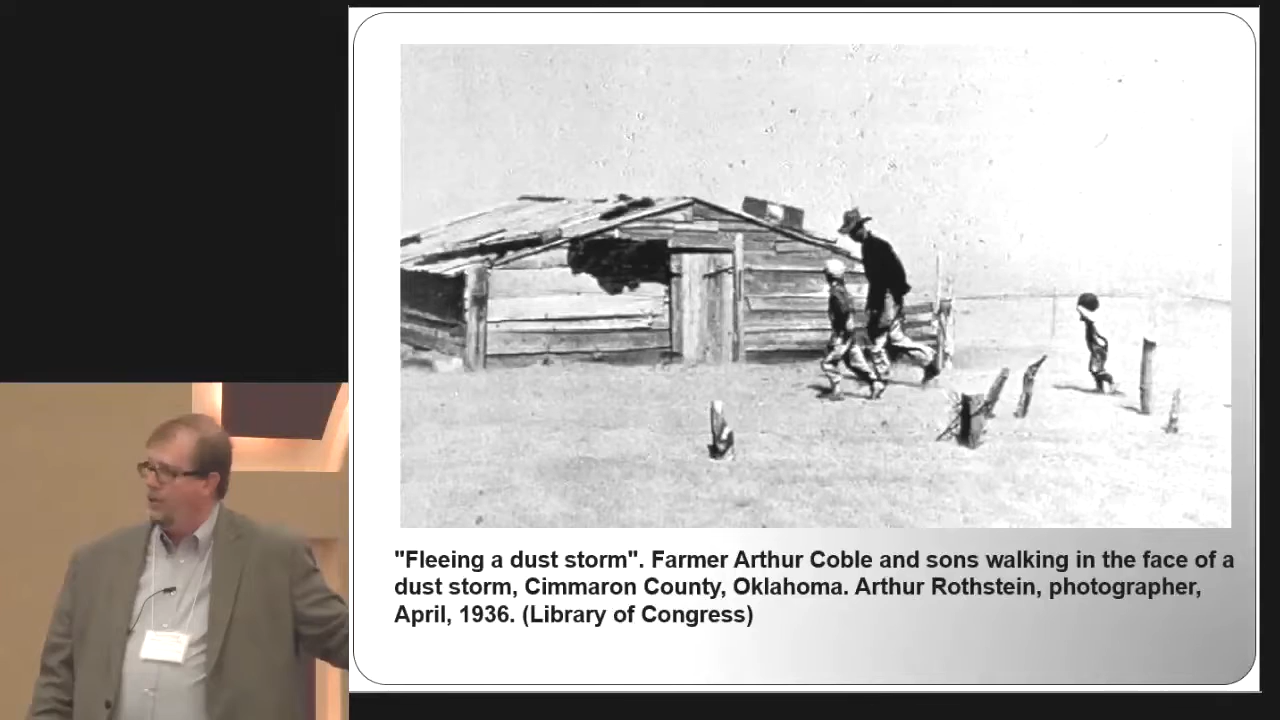 "Fleeing a dust storm". Farmer Arthur Coble and sons walking in the face of a
dust storm, Cimmaron County, Oklahoma. Arthur Rothstein, photographer,
April, 1936. (Library of Congress)